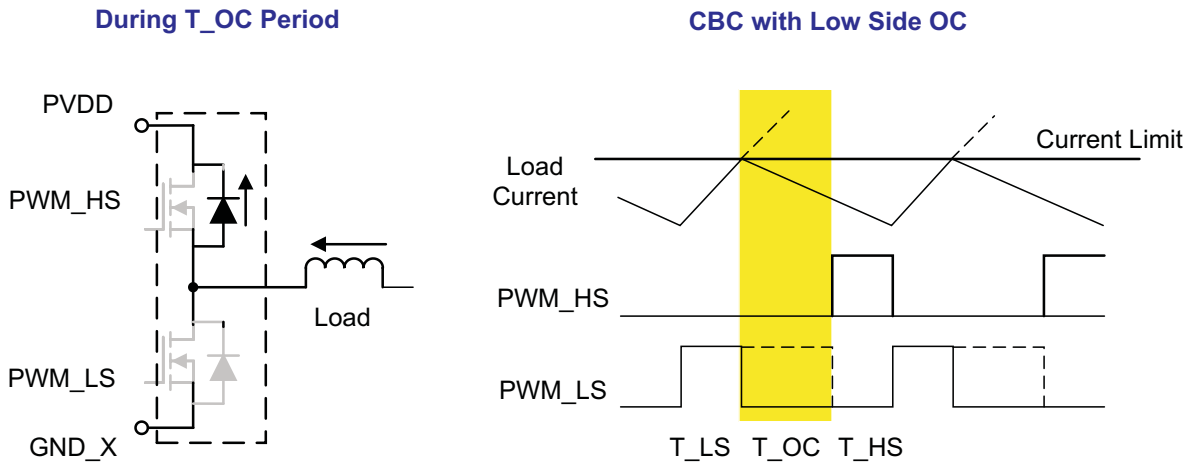 During T_OC Period
PVDD
PWM_HS
Load
PWM_LS
GND_X
CBC with Low Side OC
Load
Current
Current Limit
PWM_HS
PWM_LS
T_LS T_OC T_HS